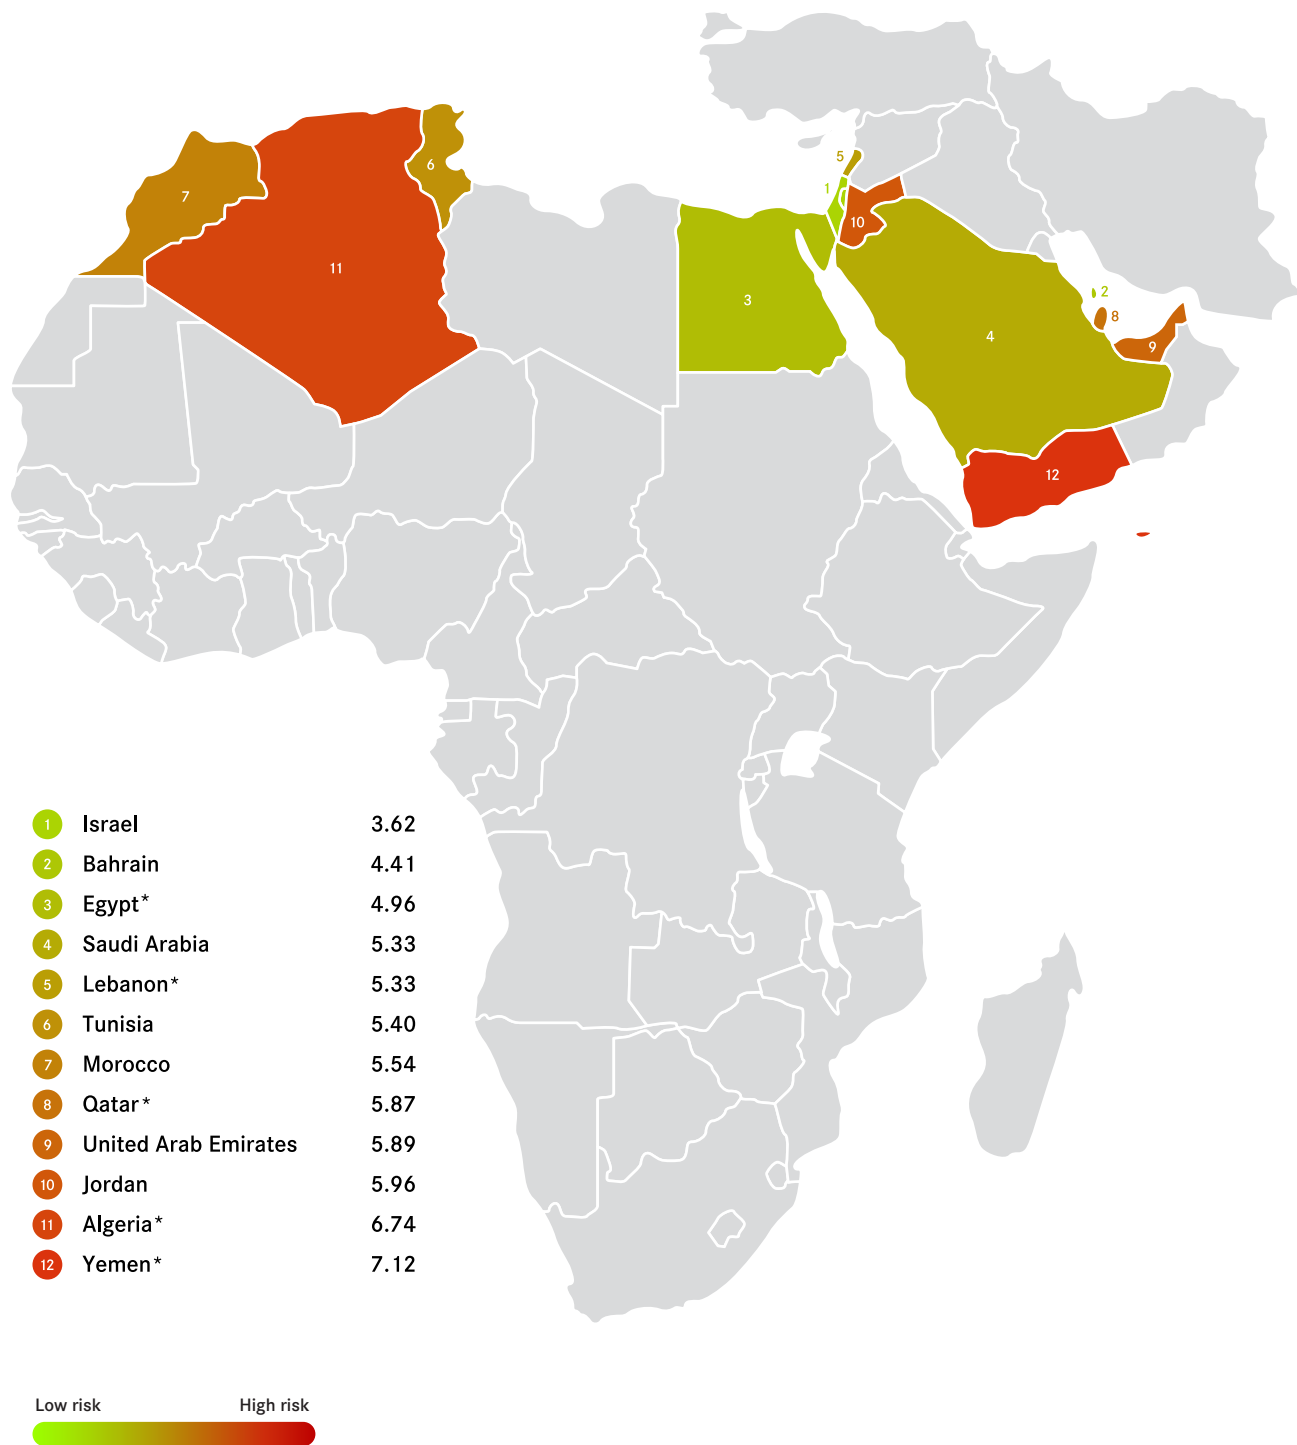 5
6
1
7
10
11
2
3
8
4
9
12
1 Israel 3.62
2 Bahrain 4.41
3 Egypt* 4.96
4 Saudi Arabia 5.33
5 Lebanon* 5.33
6 Tunisia 5.40
7 Morocco 5.54
8 Qatar* 5.87
9 United Arab Emirates 5.89
10 Jordan 5.96
11 Algeria* 6.74
12 Yemen* 7.12
Low risk High risk